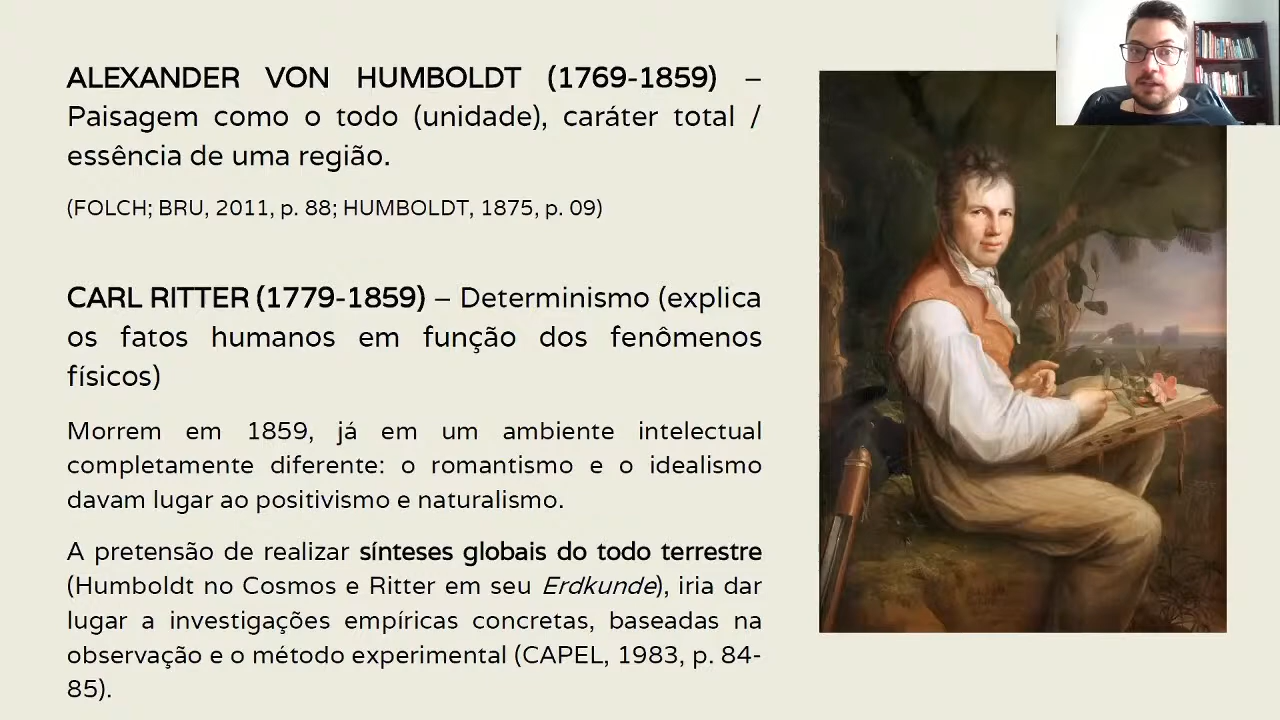 ALEXANDER VON HUMBOLDT (1769-1859) –
Paisagem como o todo (unidade), caráter total /
essência de uma região.
(FOLCH; BRU, 2011, p. 88; HUMBOLDT, 1875, p. 09)
CARL RITTER (1779-1859) – Determinismo (explica
os fatos humanos em função dos fenômenos
físicos)
Morrem em 1859, já em um ambiente intelectual
completamente diferente: o romantismo e o idealismo
davam lugar ao positivismo e naturalismo.
A pretensão de realizar sínteses globais do todo terrestre
(Humboldt no Cosmos e Ritter em seu Erdkunde), iria dar
lugar a investigações empíricas concretas, baseadas na
observação e o método experimental (CAPEL, 1983, p. 84-
85).